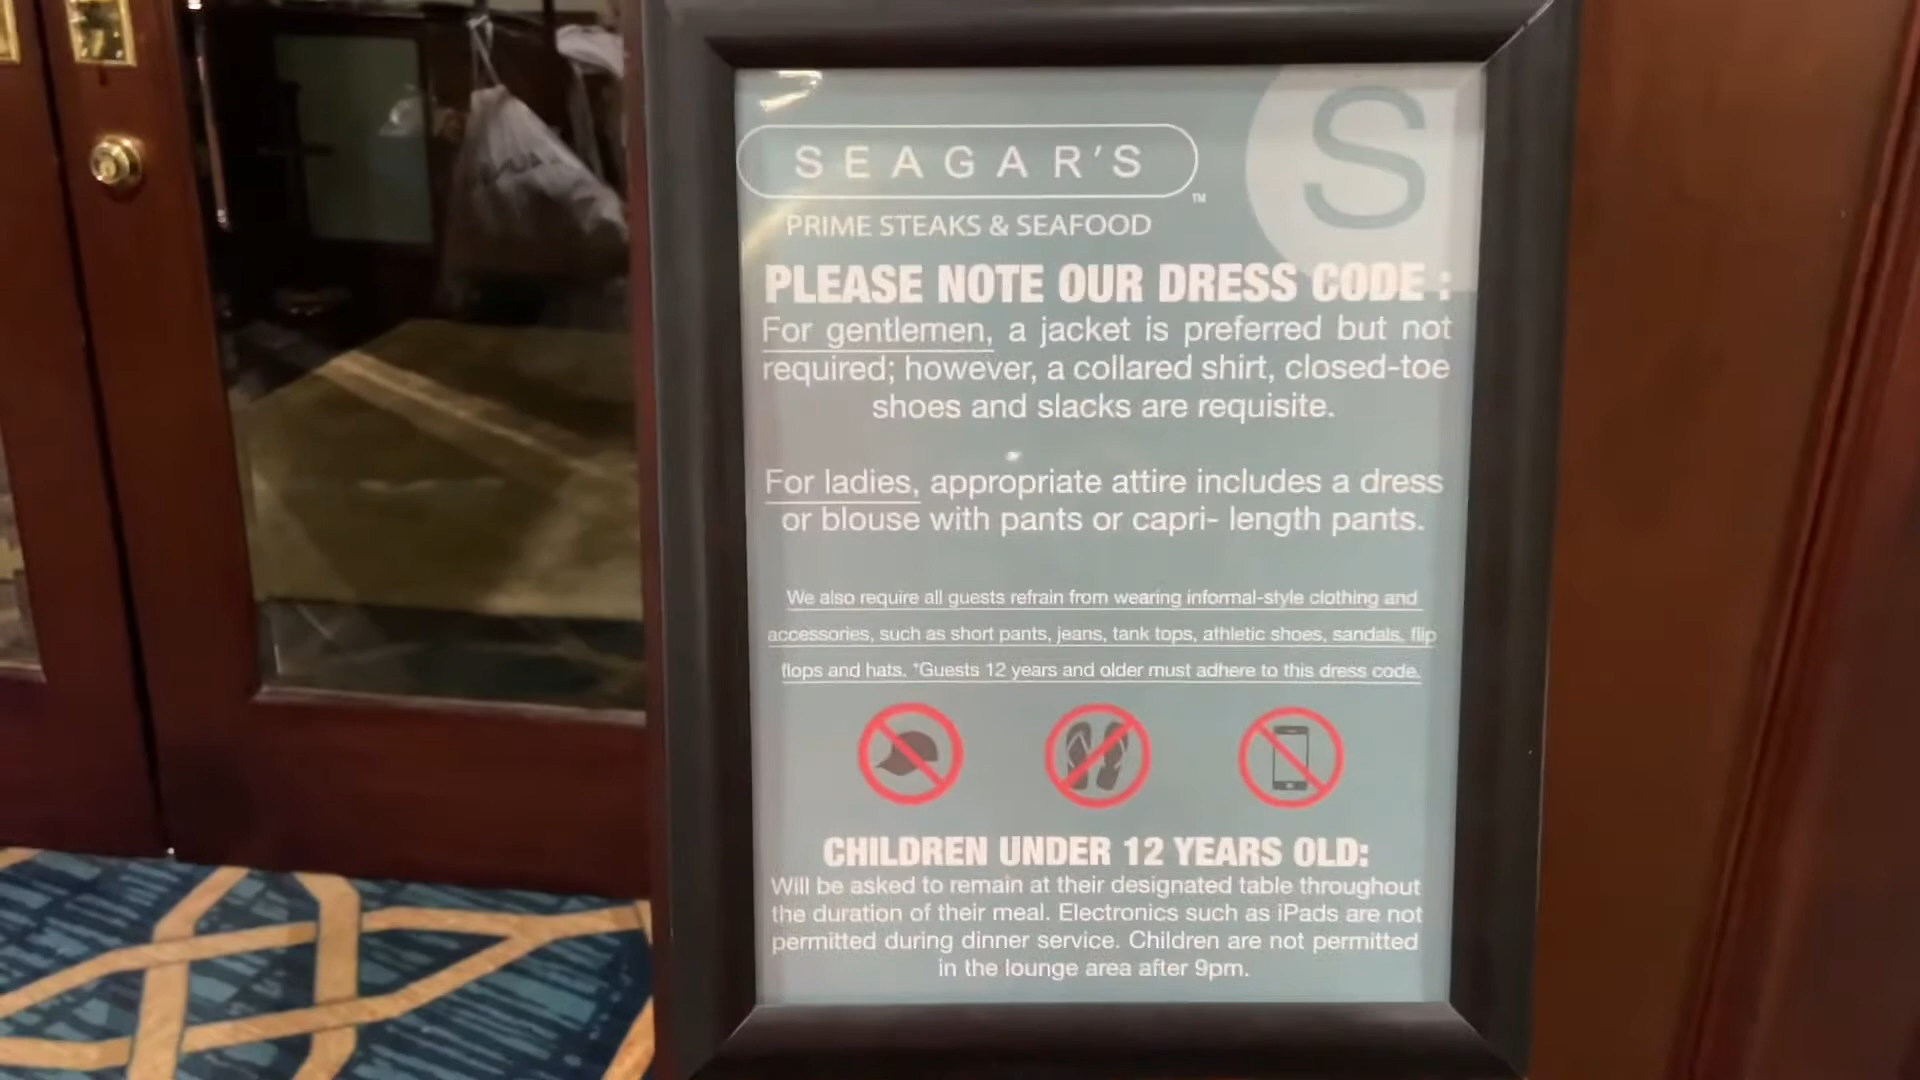 S
SEAGAR'S
™
PRIME STEAKS & SEAFOOD
PLEASE NOTE OUR DRESS CODE :
For gentlemen, a jacket is preferred but not
required; however, a collared shirt, closed-toe
shoes and slacks are requisite.
For ladies, appropriate attire includes a dress
or blouse with pants or capri- length pants.
We also require all guests refrain from wearing informal-style clothing and
accessories, such as short pants, jeans, tank tops, athletic shoes, sandals, flip
flops and hats. *Guests 12 years and older must adhere to this dress code.
CHILDREN UNDER 12 YEARS OLD:
Will be asked to remain at their designated table throughout
the duration of their meal. Electronics such as iPads are not
permitted during dinner service. Children are not permitted
in the lounge area after 9pm.